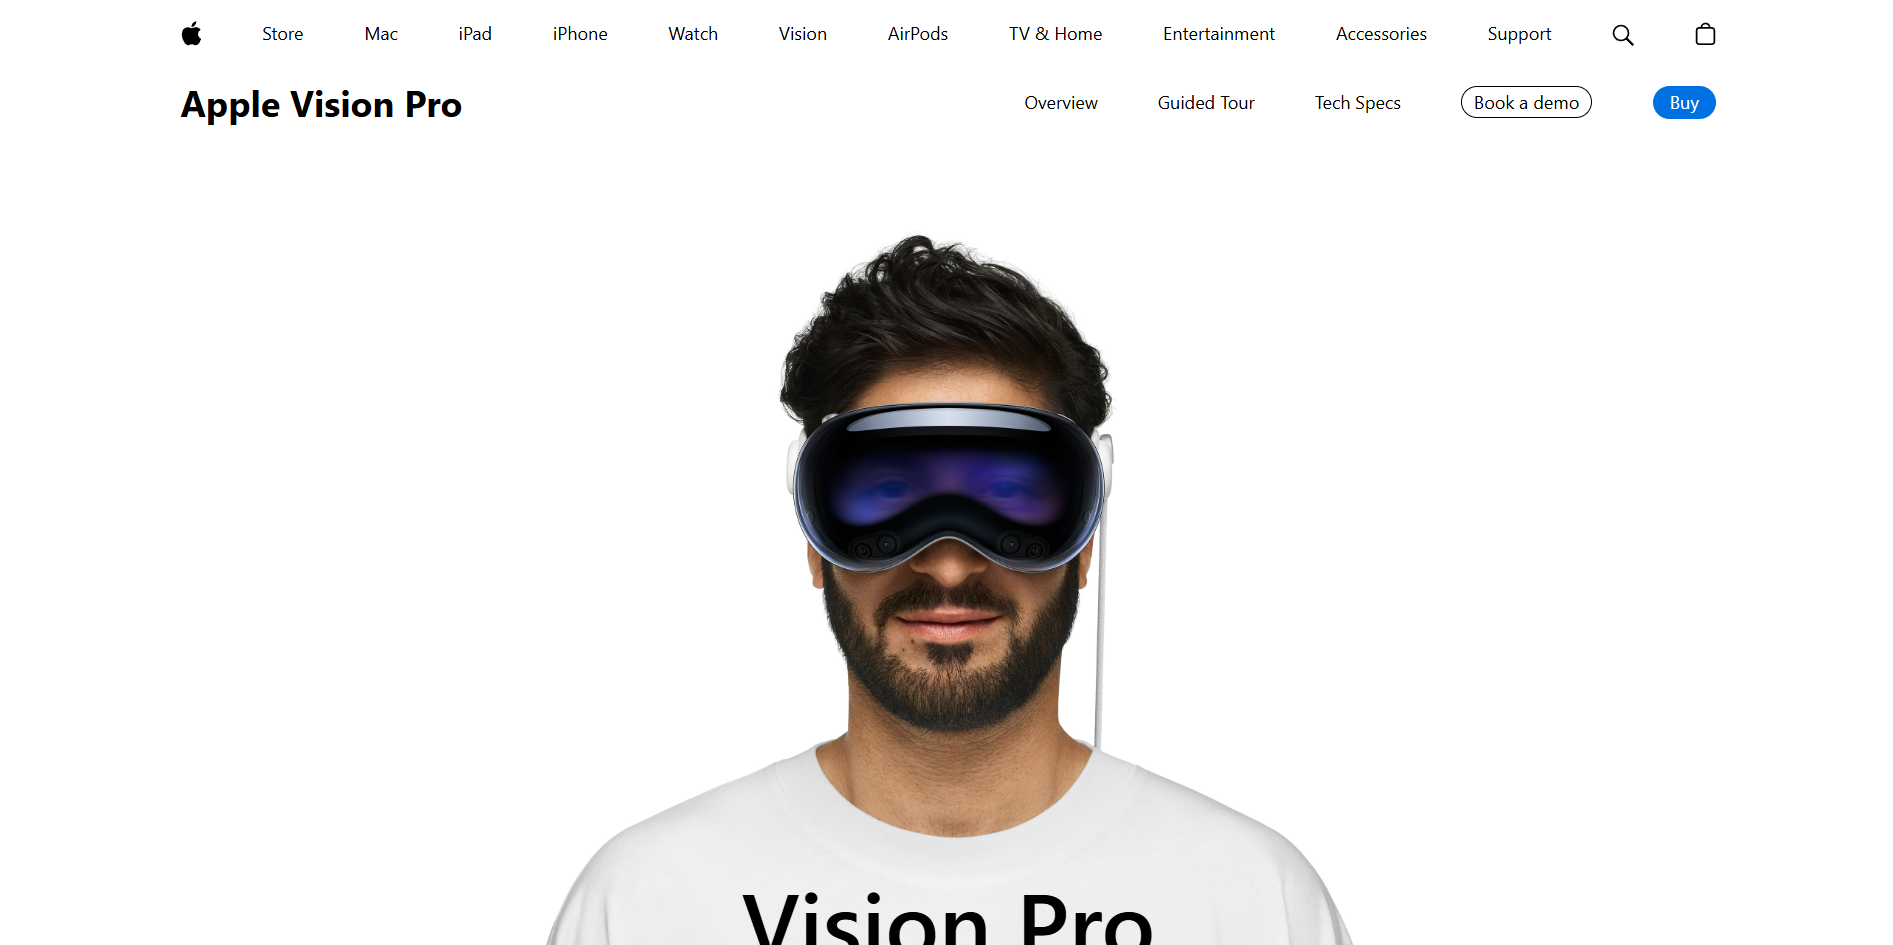 Store Mac iPad iPhone Watch Vision AirPods TV & Home Entertainment Accessories Support
Apple Vision Pro Overview Guided Tour Tech Specs Book a demo Buy
Vision Pro